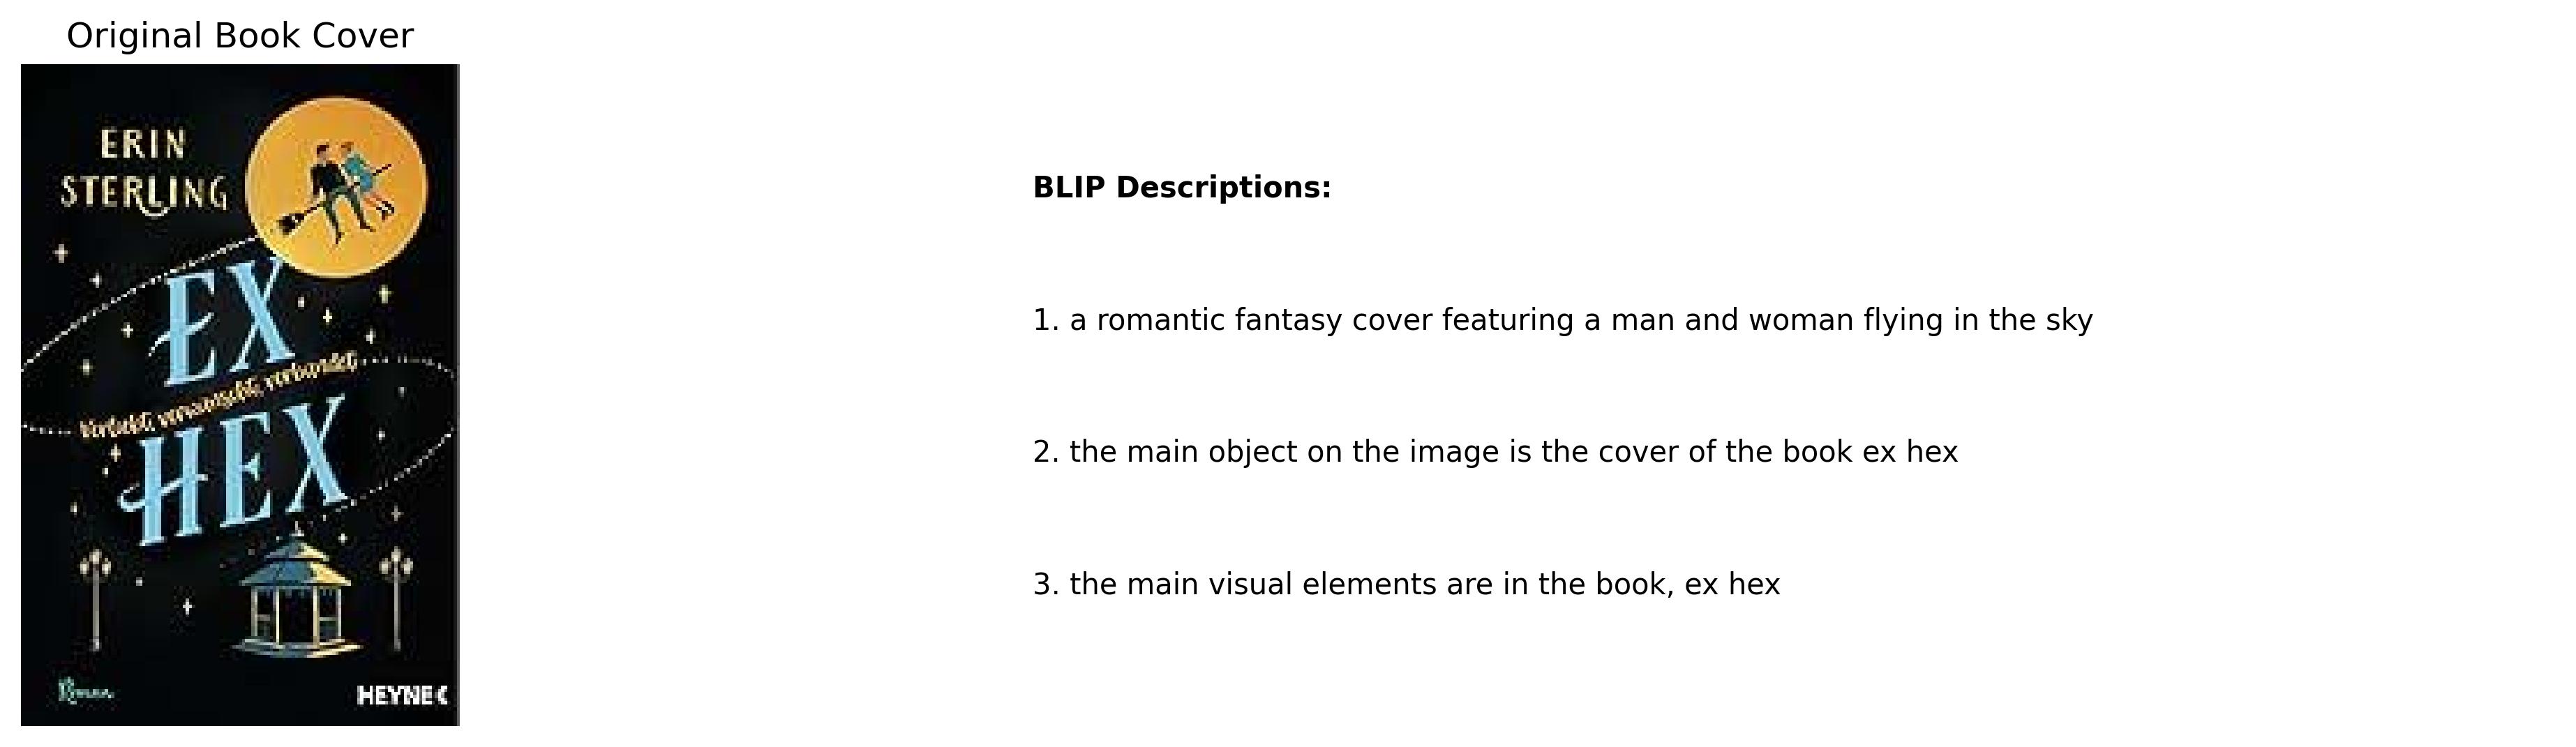 Original Book Cover
ERIN
STERLING
EX
Verliebt, verwünscht, verbandelt
HEX
Roman
HEYNE<
BLIP Descriptions:
1. a romantic fantasy cover featuring a man and woman flying in the sky
2. the main object on the image is the cover of the book ex hex
3. the main visual elements are in the book, ex hex